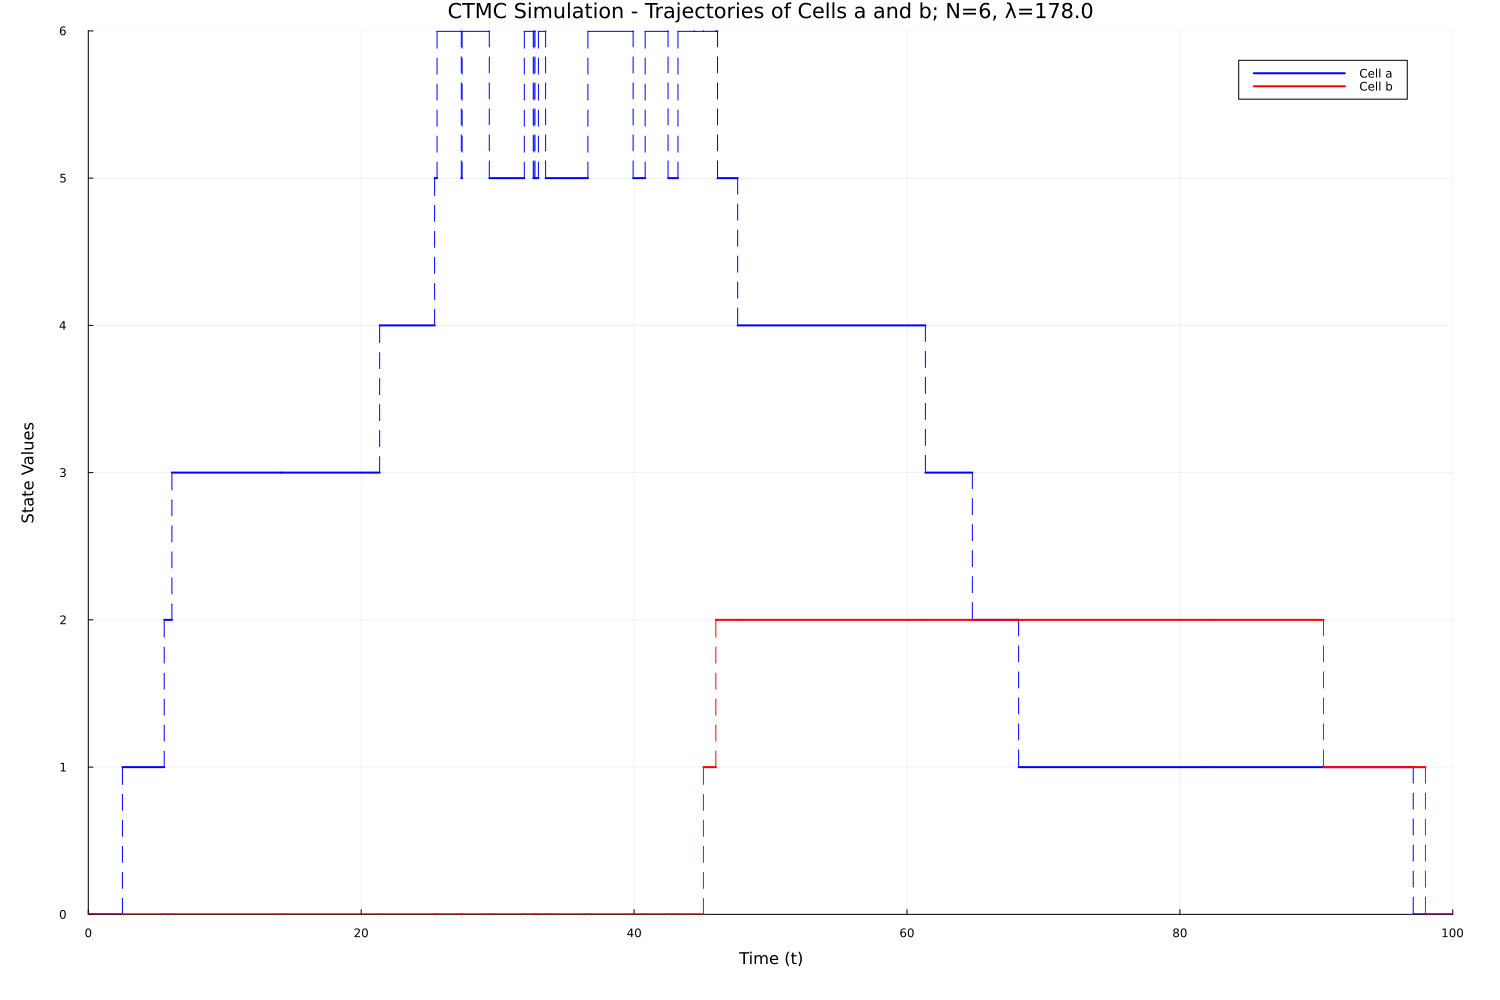 CTMC Simulation - Trajectories of Cells a and b; N=6, λ=178.0
Cell a
Cell b
State Values
6
5
4
3
2
1
0
0 20 40 60 80 100
Time (t)